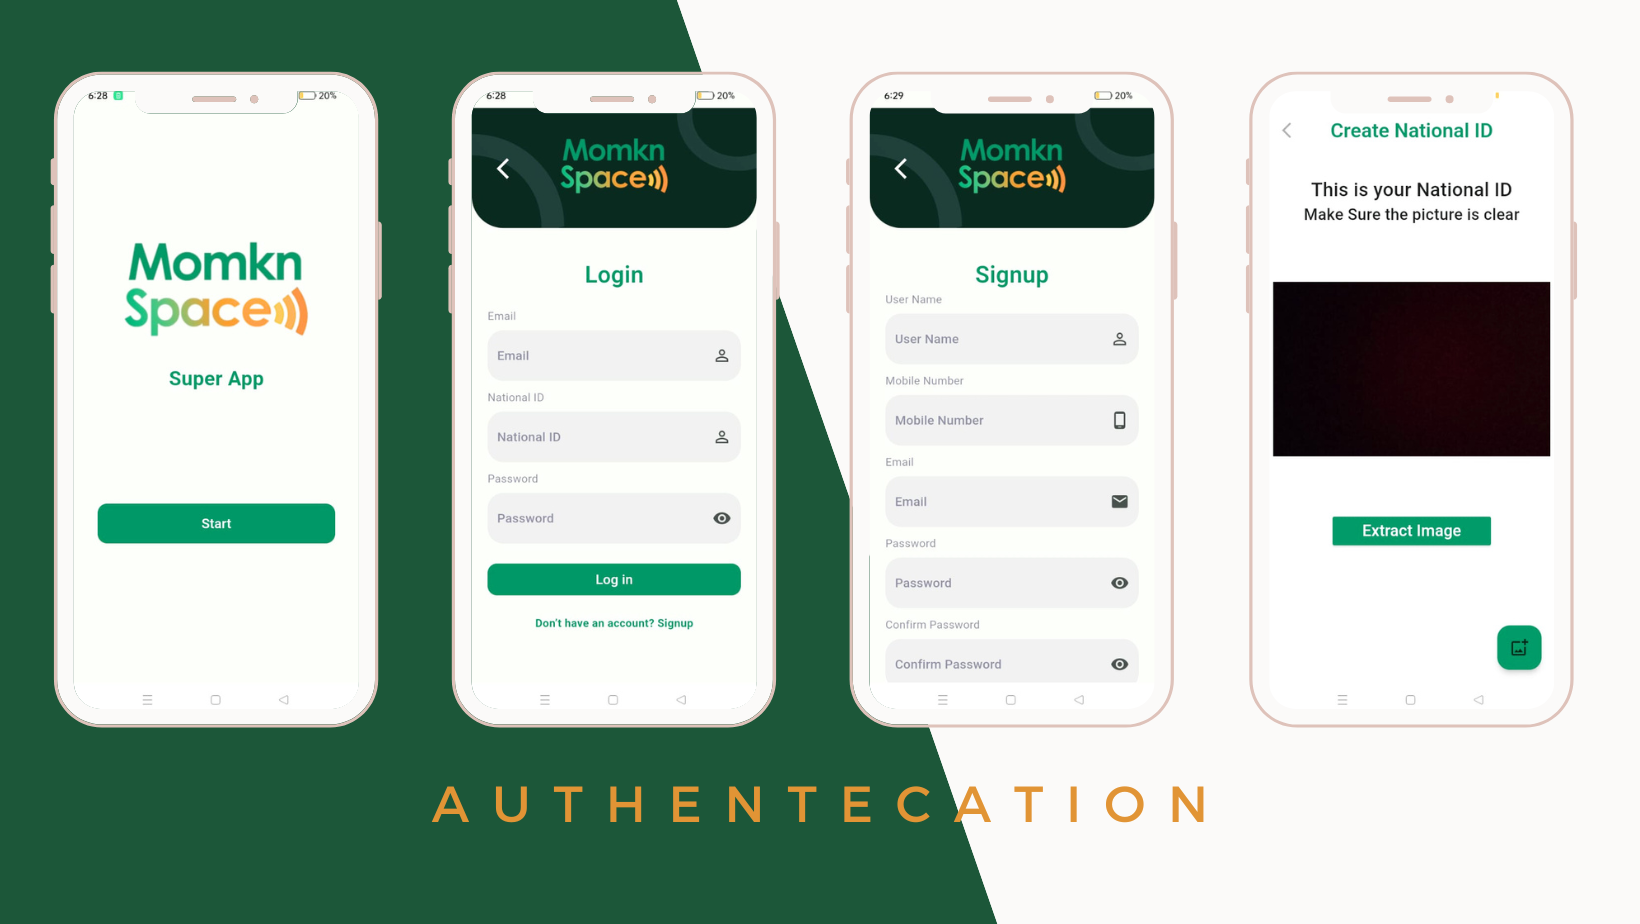 6:28
20%
Momkn
Space
Super App
Start
6:28
20%
Momkn
Space
Login
Email
Email
National ID
National ID
Password
Password
Log in
Don't have an account? Signup
6:29
20%
Momkn
Space
Signup
User Name
User Name
Mobile Number
Mobile Number
Email
Email
Password
Password
Confirm Password
Confirm Password
Create National ID
This is your National ID
Make Sure the picture is clear
Extract Image
AUTHENTECATION